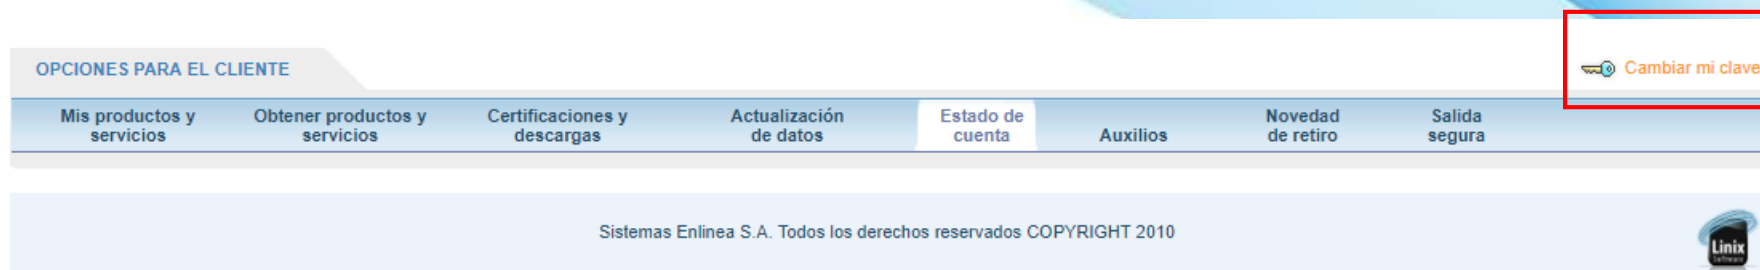 OPCIONES PARA EL CLIENTE
Cambiar mi clave
Mis productos y
servicios
Obtener productos y
servicios
Certificaciones y
descargas
Actualización
de datos
Estado de
cuenta
Auxilios
Novedad
de retiro
Salida
segura
Sistemas Enlinea S.A. Todos los derechos reservados COPYRIGHT 2010
Linix
Software